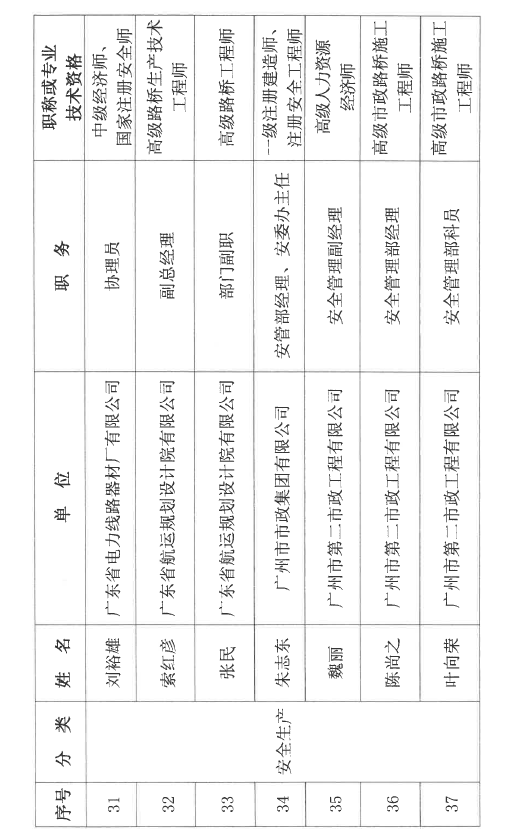 序号 分类 姓名 单位 职务 职称或专业
技术资格
31 刘裕雄 广东省电力线路器材厂有限公司 协理员 中级经济师、
国家注册安全师
32 索红彦 广东省航运规划设计院有限公司 副总经理 高级路桥生产技术
工程师
33 张民 广东省航运规划设计院有限公司 部门副职 高级路桥工程师
34 安全生产 朱志东 广州市市政集团有限公司 安管部经理、安委办主任 一级注册建造师、
注册安全工程师
35 魏丽 广州市第二市政工程有限公司 安全管理副经理 高级人力资源
经济师
36 陈尚之 广州市第二市政工程有限公司 安全管理部经理 高级市政路桥施工
工程师
37 叶向荣 广州市第二市政工程有限公司 安全管理部科员 高级市政路桥施工
工程师